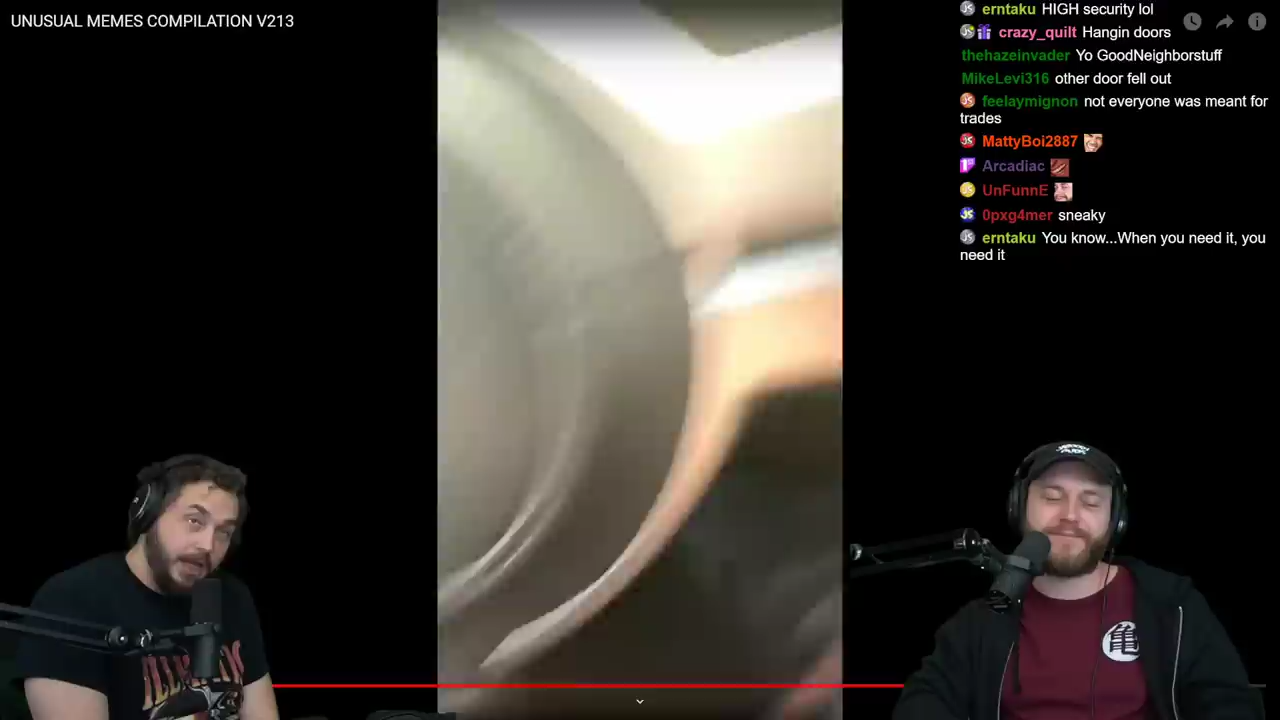 UNUSUAL MEMES COMPILATION V213
erntaku HIGH security lol
crazy_quilt Hangin doors
thehazeinvader Yo GoodNeighborstuff
MikeLevi316 other door fell out
feelaymignon not everyone was meant for
trades
MattyBoi2887
Arcadiac
UnFunnE
0pxg4mer sneaky
erntaku You know...When you need it, you
need it
亀